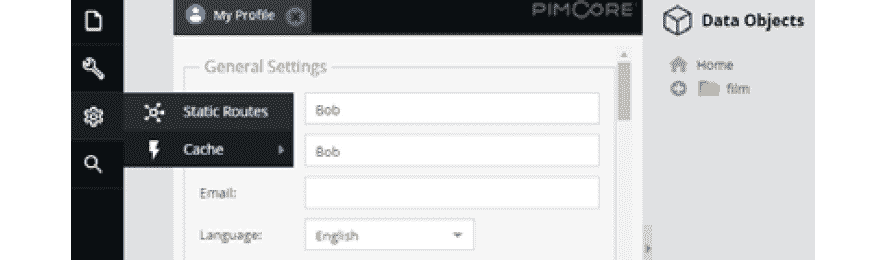 My Profile
PIMCORE
General Settings
Static Routes
Bob
Cache
Bob
Email:
Language:
English
Data Objects
Home
film